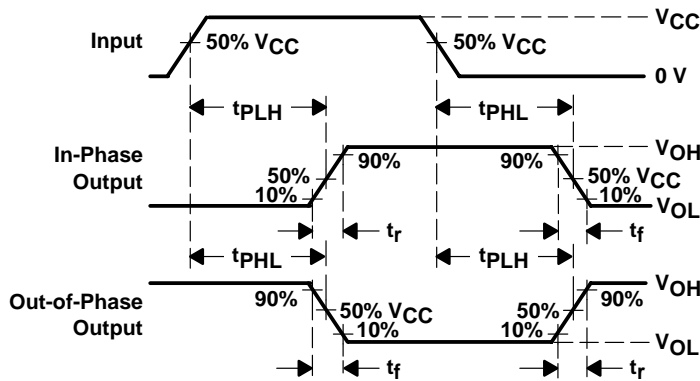 VCC
Input
50% VCC
50% VCC
0 V
tPLH
tPHL
In-Phase
Output
VOH
90%
90%
50%
50% VCC
10%
10%
VOL
tr
tf
tPHL
tPLH
Out-of-Phase
Output
VOH
90%
90%
50% VCC
50%
10%
10%
VOL
tf
tr